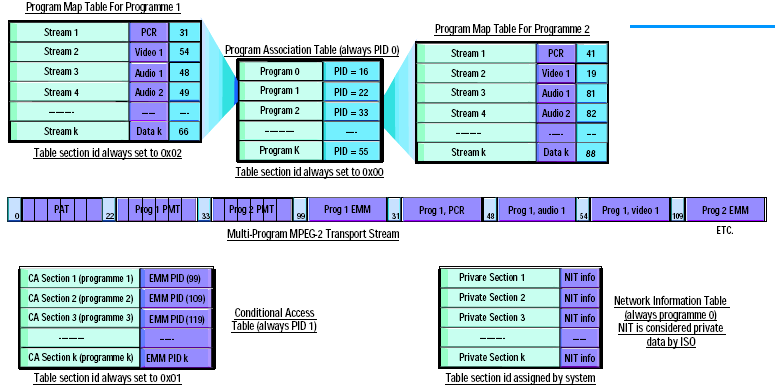 Program Map Table For Programme 1
Stream 1 PCR 31
Stream 2 Video 1 54
Stream 3 Audio 1 48
Stream 4 Audio 2 49
---------- ----- ----
Stream k Data k 66
Table section id always set to 0x02
Program Association Table (always PID 0)
Program 0 PID = 16
Program 1 PID = 22
Program 2 PID = 33
----------- -----
Program K PID = 55
Table section id always set to 0x00
Program Map Table For Programme 2
Stream 1 PCR 41
Stream 2 Video 1 19
Stream 3 Audio 1 81
Stream 4 Audio 2 82
---------- ----- ----
Stream k Data k 88
0 PAT 22 Prog 1 PMT 33 Prog 2 PMT 99 Prog 1 EMM 31 Prog 1, PCR 48 Prog 1, audio 1 54 Prog 1, video 1 109 Prog 2 EMM
Multi-Program MPEG-2 Transport Stream
ETC.
CA Section 1 (programme 1) EMM PID (99)
CA Section 2 (programme 2) EMM PID (109)
CA Section 3 (programme 3) EMM PID (119)
---------- -----
CA Section k (programme k) EMM PID k
Table section id always set to 0x01
Conditional Access
Table (always PID 1)
Private Section 1 NIT info
Private Section 2 NIT info
Private Section 3 NIT info
---------- -----
Private Section k NIT info
Table section id assigned by system
Network Information Table
(always programme 0)
NIT is considered private
data by ISO